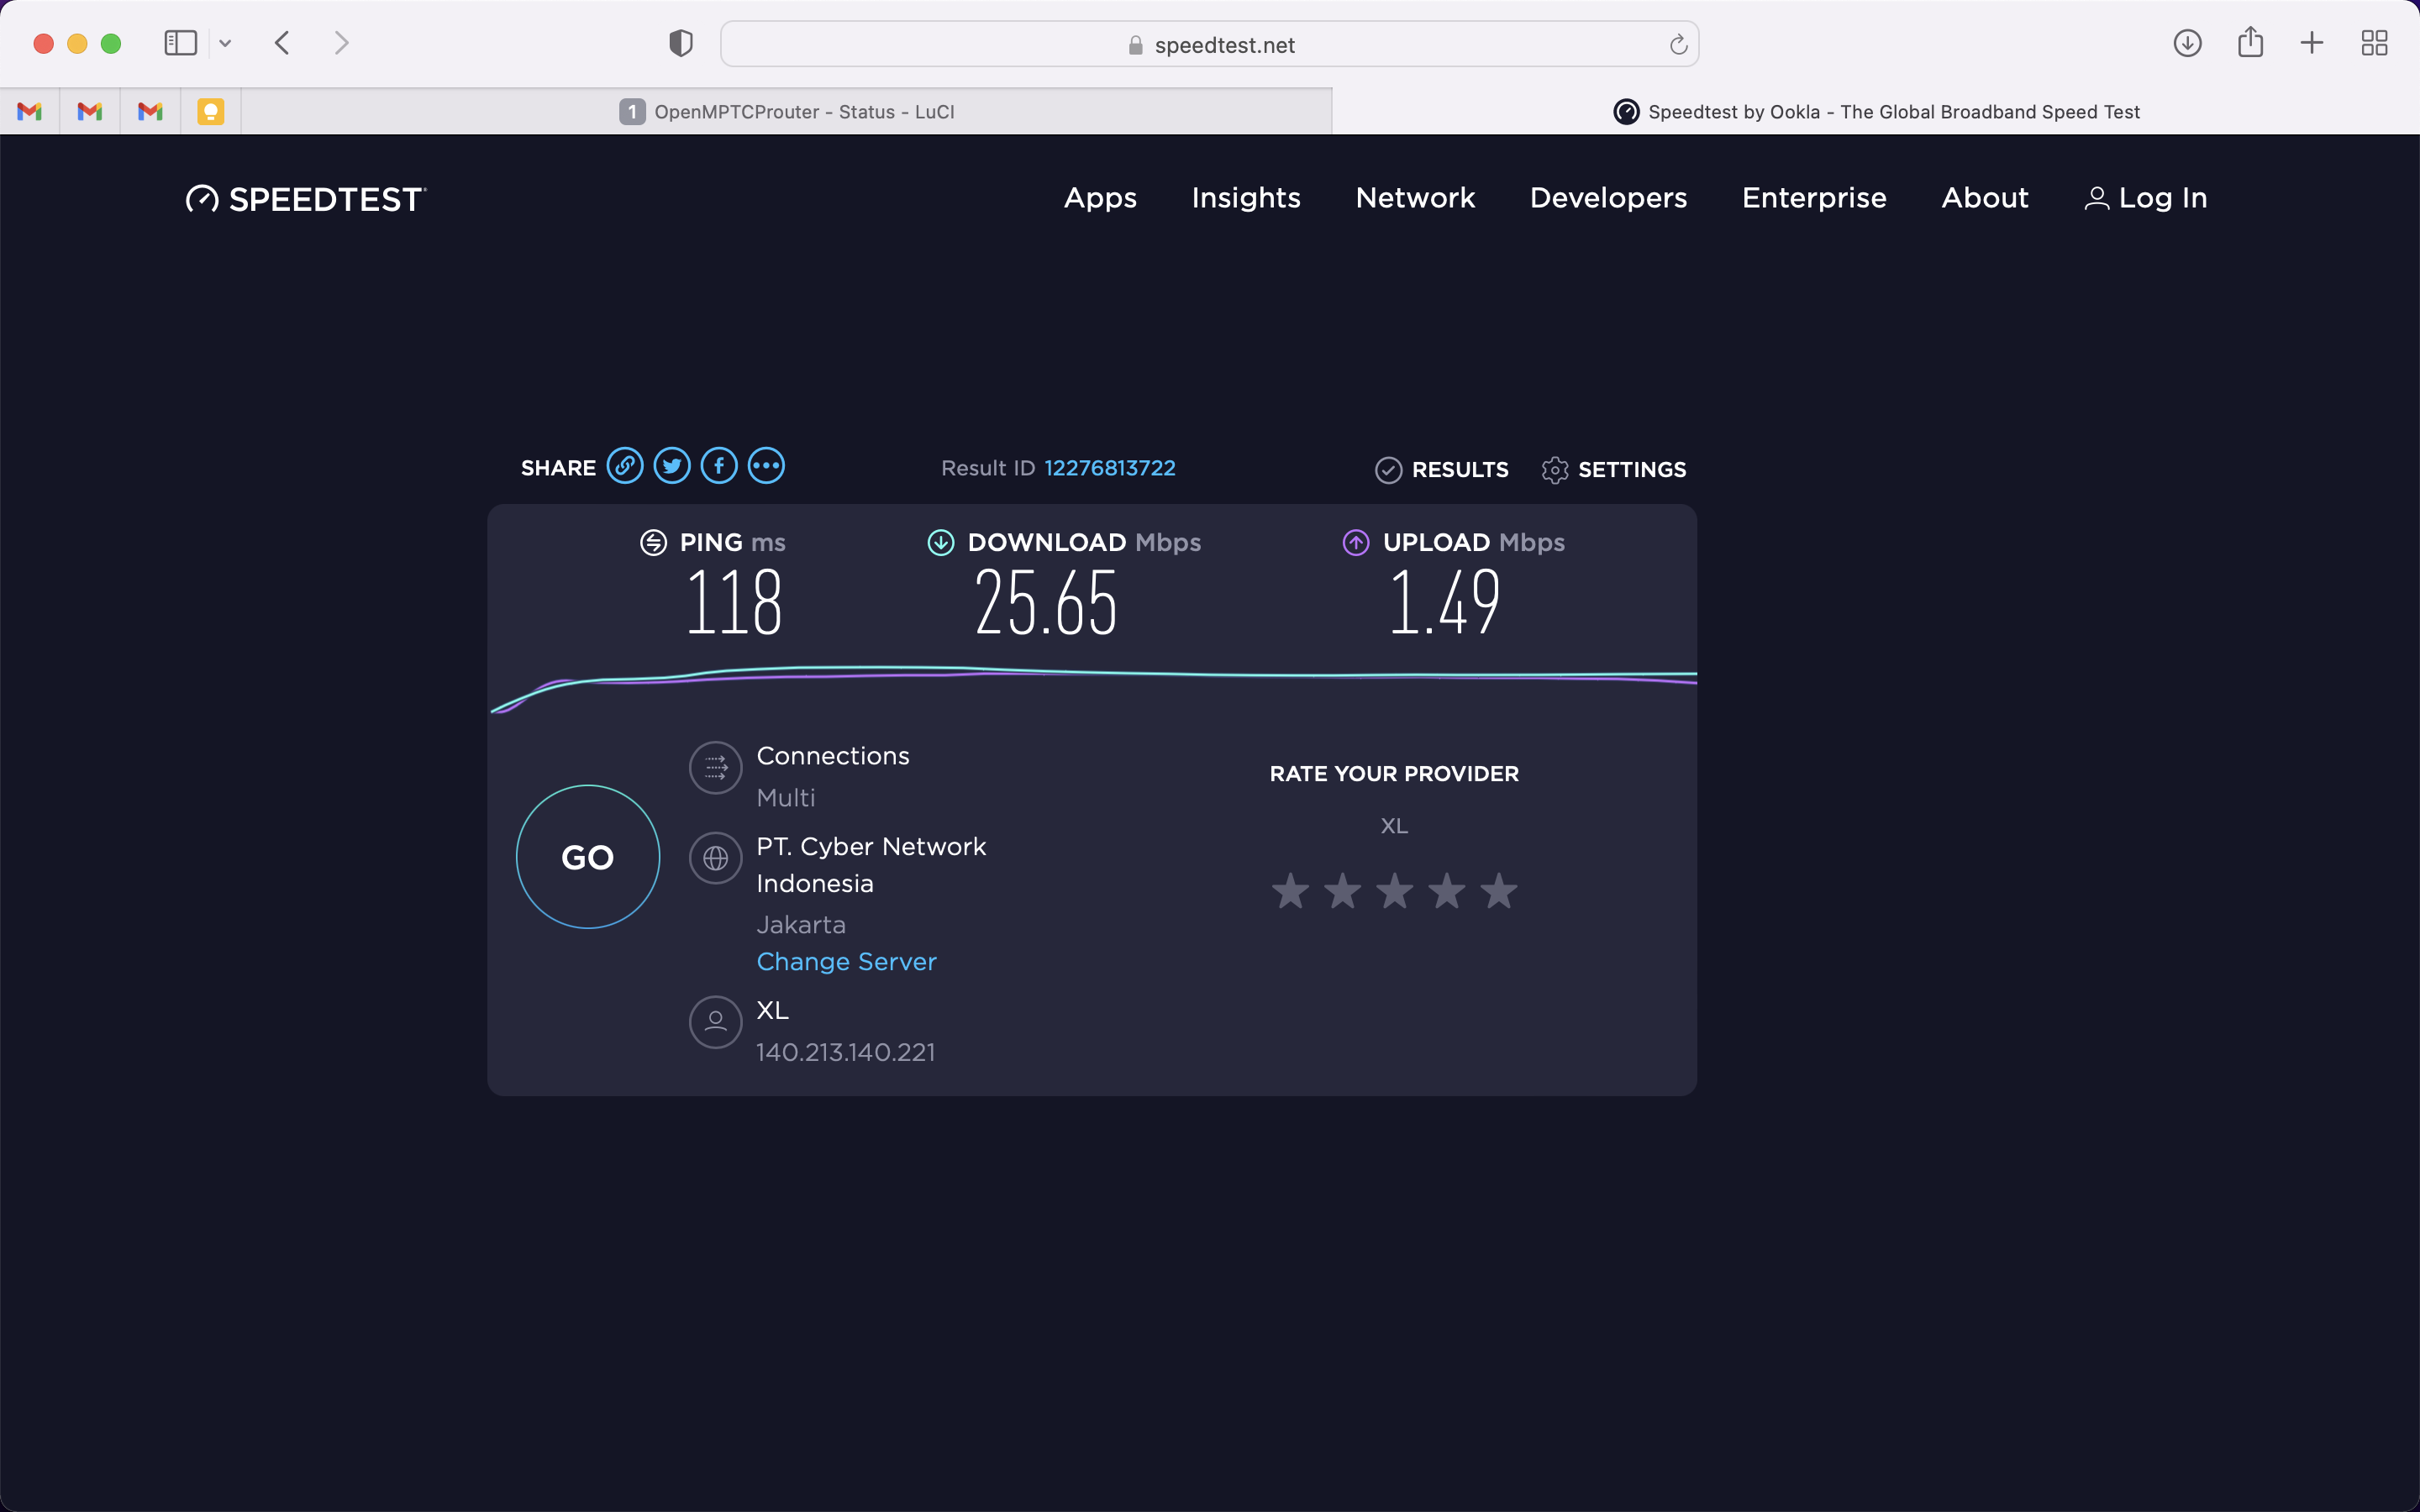 speedtest.net
1 OpenMPTCProuter - Status - LuCI
Speedtest by Ookla - The Global Broadband Speed Test
SPEEDTEST
Apps Insights Network Developers Enterprise About Log In
SHARE
Result ID 12276813722
RESULTS SETTINGS
PING ms
118
DOWNLOAD Mbps
25.65
UPLOAD Mbps
1.49
GO
Connections
Multi
PT. Cyber Network
Indonesia
Jakarta
Change Server
XL
140.213.140.221
RATE YOUR PROVIDER
XL